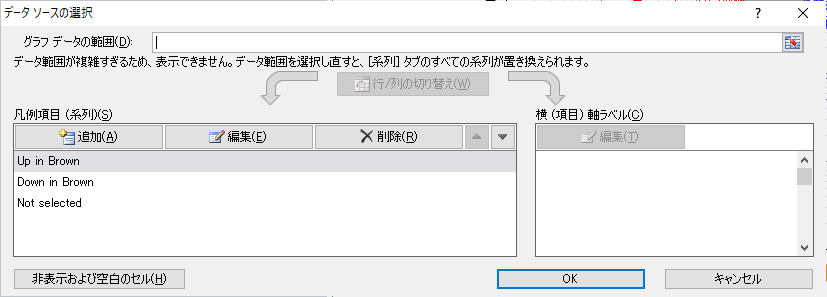 データ ソースの選択
グラフ データの範囲(D):
データ範囲が複雑すぎるため、表示できません。データ範囲を選択し直すと、[系列] タブのすべての系列が置き換えられます。
行/列の切り替え(W)
凡例項目 (系列)(S)
横 (項目) 軸ラベル(C)
追加(A) 編集(E) 削除(R)
編集(T)
Up in Brown
Down in Brown
Not selected
非表示および空白のセル(H)
OK
キャンセル